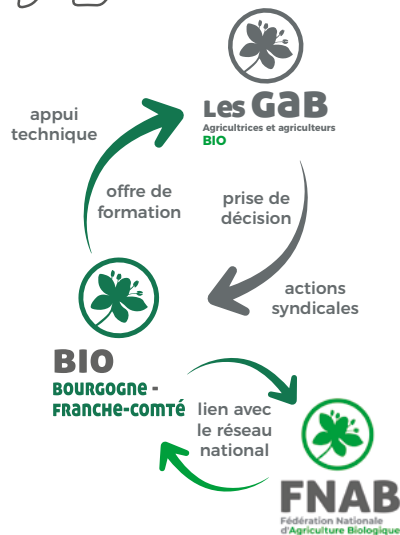 Les GaB
Agricultrices et agriculteurs
BIO
appui
technique
offre de
formation
prise de
décision
actions
syndicales
BIO
BOURGOGNE -
FRANCHE-COMTÉ
lien avec
le réseau
national
FNAB
Fédération Nationale
d'Agriculture Biologique